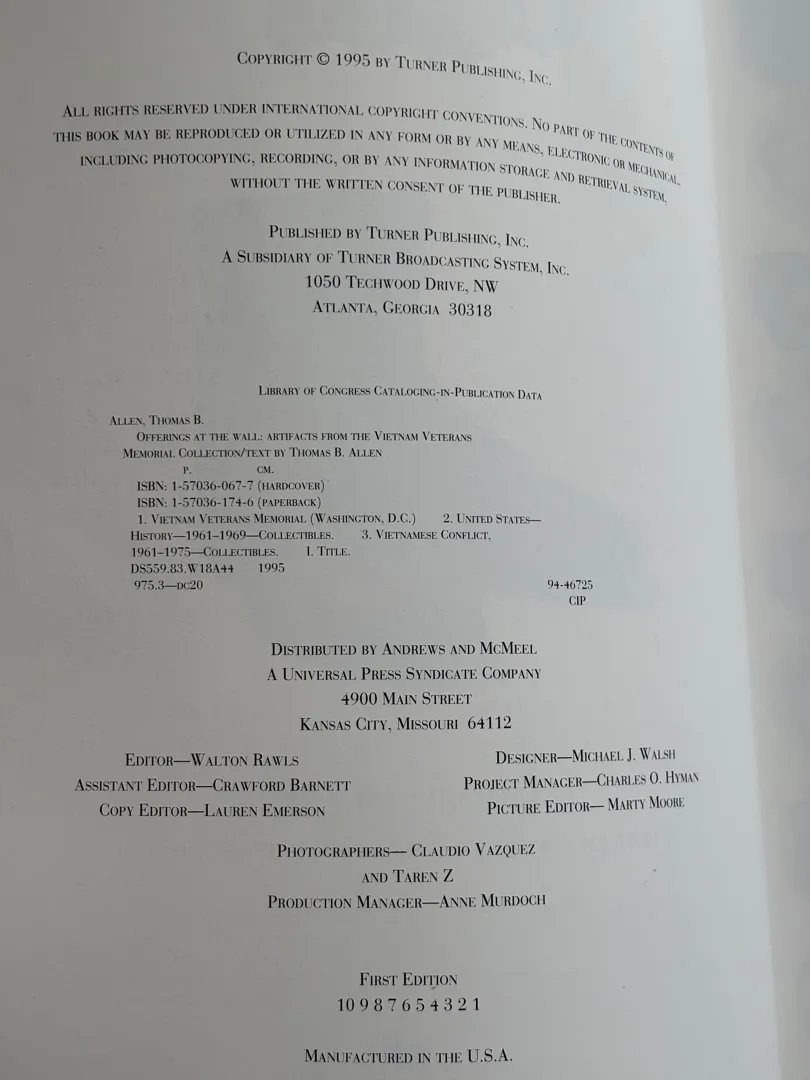 Copyright © 1995 by Turner Publishing, Inc.
All rights reserved under international copyright conventions. No part of the contents of
this book may be reproduced or utilized in any form or by any means, electronic or mechanical,
including photocopying, recording, or by any information storage and retrieval system,
without the written consent of the publisher.
Published by Turner Publishing, Inc.
A Subsidiary of Turner Broadcasting System, Inc.
1050 Techwood Drive, NW
Atlanta, Georgia 30318
Library of Congress Cataloging-in-Publication Data
Allen, Thomas B.
Offerings at the wall: artifacts from the Vietnam Veterans
Memorial Collection/text by Thomas B. Allen
p. cm.
ISBN: 1-57036-067-7 (hardcover)
ISBN: 1-57036-174-6 (paperback)
1. Vietnam Veterans Memorial (Washington, D.C.) 2. United States—
History—1961–1969—Collectibles. 3. Vietnamese Conflict,
1961–1975—Collectibles. I. Title.
DS559.83.W18A44 1995
975.3—dc20 94-46725
CIP
Distributed by Andrews and McMeel
A Universal Press Syndicate Company
4900 Main Street
Kansas City, Missouri 64112
Editor—Walton Rawls
Assistant Editor—Crawford Barnett
Copy Editor—Lauren Emerson
Designer—Michael J. Walsh
Project Manager—Charles O. Hyman
Picture Editor— Marty Moore
Photographers— Claudio Vazquez
and Taren Z
Production Manager—Anne Murdoch
First Edition
10 9 8 7 6 5 4 3 2 1
Manufactured in the U.S.A.